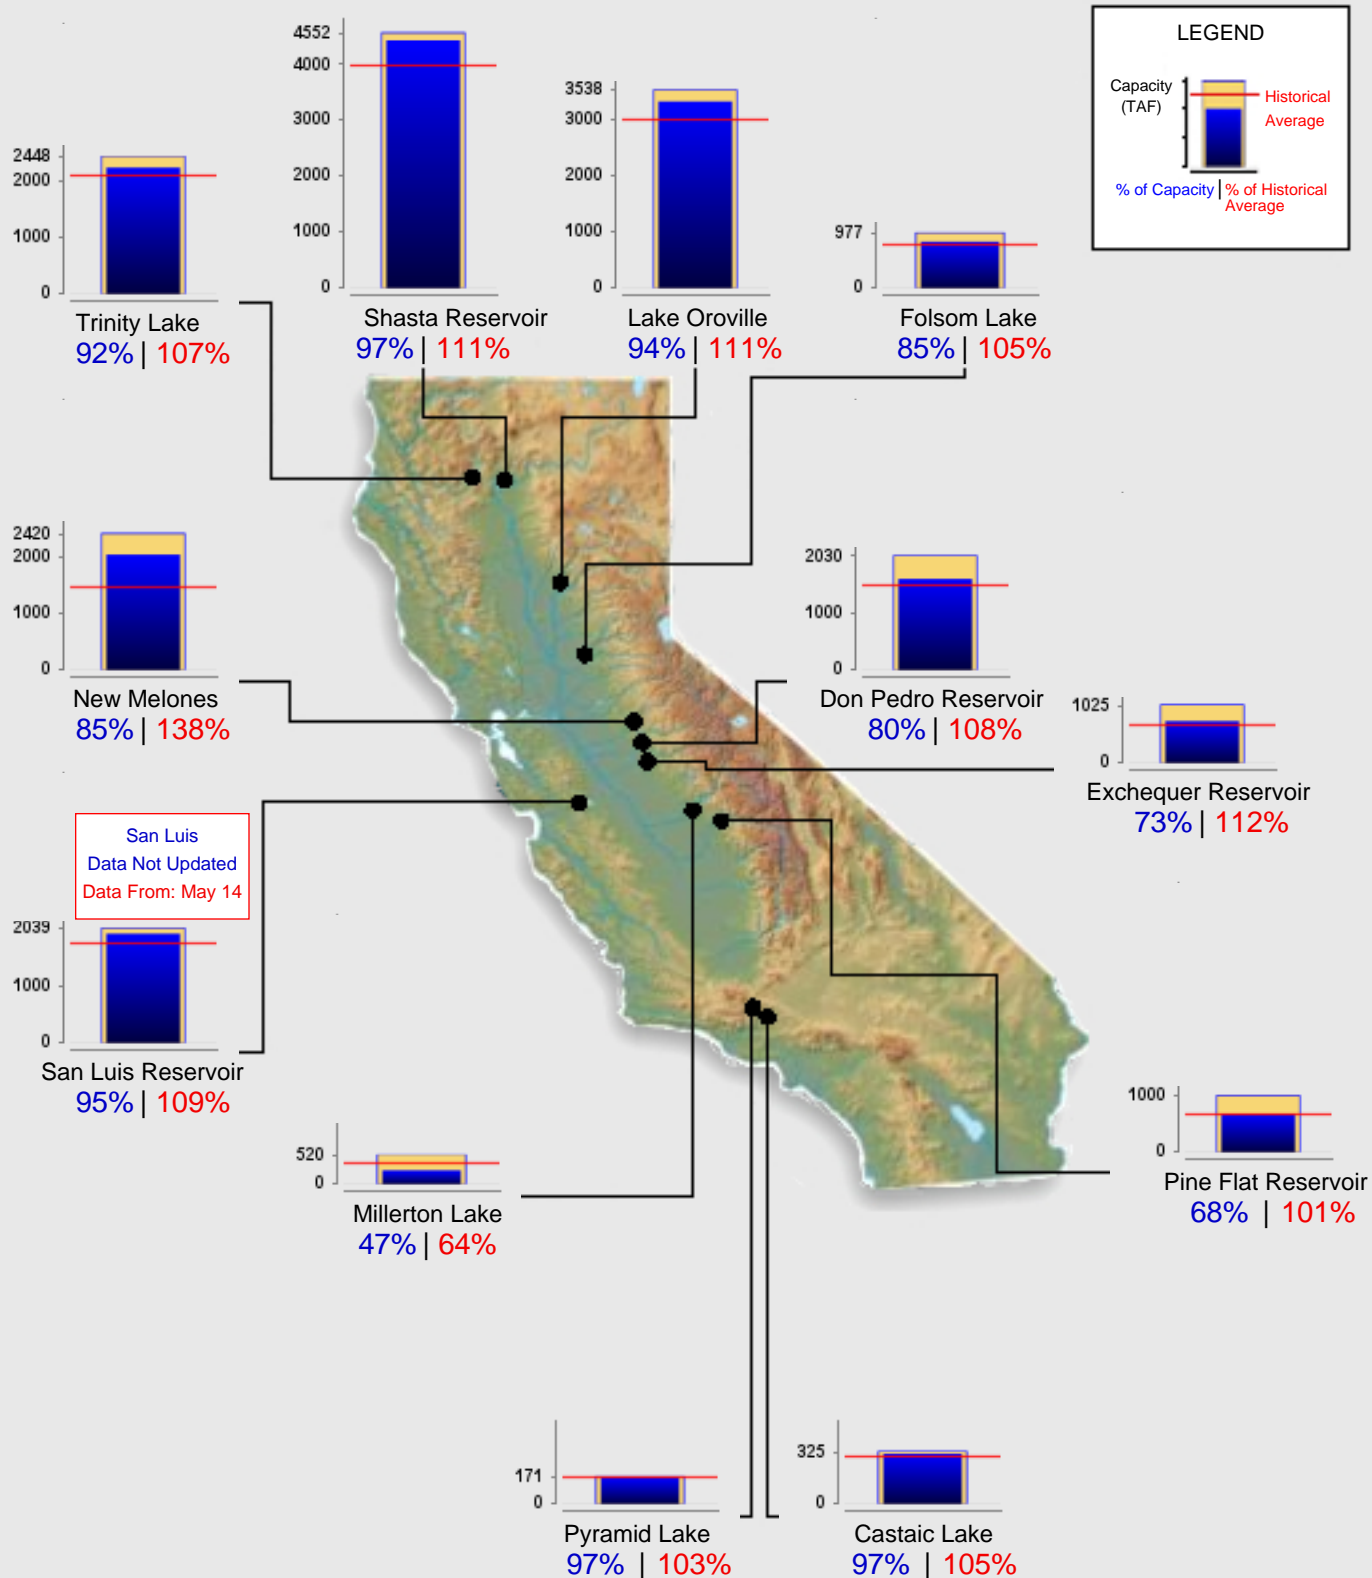 LEGEND
Capacity
(TAF)
Historical
Average
% of Capacity | % of Historical
Average
4552
4000
3000
2000
1000
0
Shasta Reservoir
97% | 111%
3538
3000
2000
1000
0
Lake Oroville
94% | 111%
2448
2000
1000
0
Trinity Lake
92% | 107%
977
0
Folsom Lake
85% | 105%
2420
2000
1000
0
New Melones
85% | 138%
2030
1000
0
Don Pedro Reservoir
80% | 108%
1025
0
Exchequer Reservoir
73% | 112%
San Luis
Data Not Updated
Data From: May 14
2039
1000
0
San Luis Reservoir
95% | 109%
520
0
Millerton Lake
47% | 64%
1000
0
Pine Flat Reservoir
68% | 101%
171
0
Pyramid Lake
97% | 103%
325
0
Castaic Lake
97% | 105%